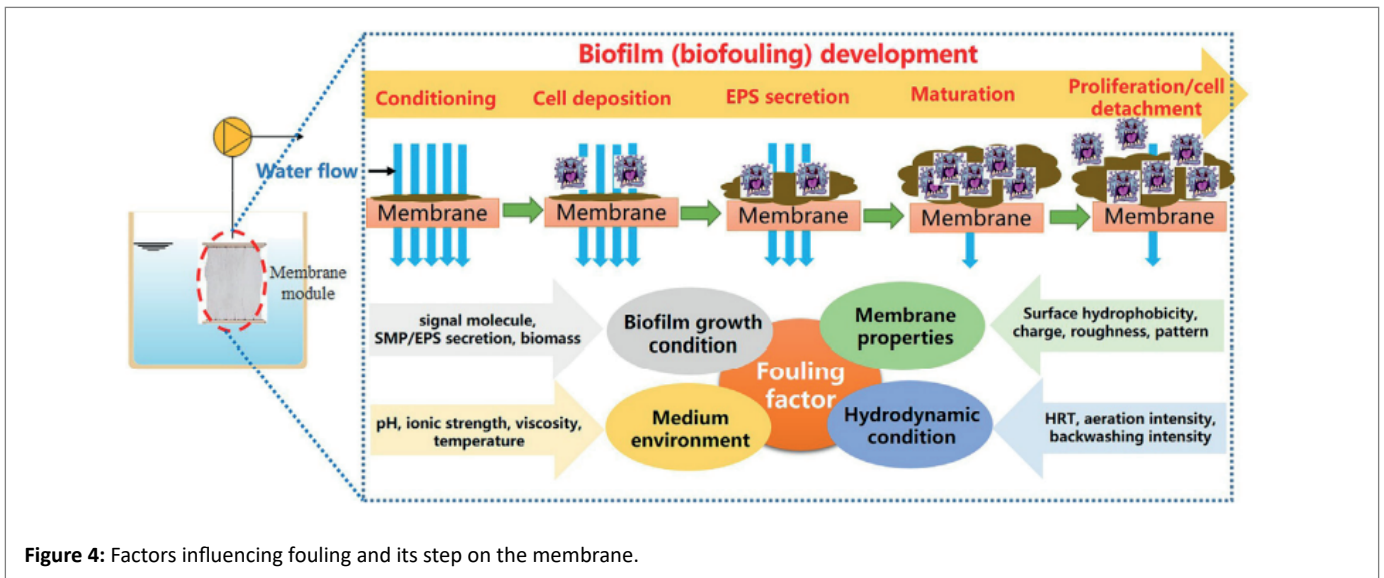 Biofilm (biofouling) development
Conditioning
Cell deposition
EPS secretion
Maturation
Proliferation/cell
detachment
Water flow
Membrane
Membrane
Membrane
Membrane
Membrane
Membrane
module
signal molecule,
SMP/EPS secretion, biomass
Biofilm growth
condition
Membrane
properties
Surface hydrophobicity,
charge, roughness, pattern
Fouling
factor
pH, ionic strength, viscosity,
temperature
Medium
environment
Hydrodynamic
condition
HRT, aeration intensity,
backwashing intensity
Figure 4: Factors influencing fouling and its step on the membrane.